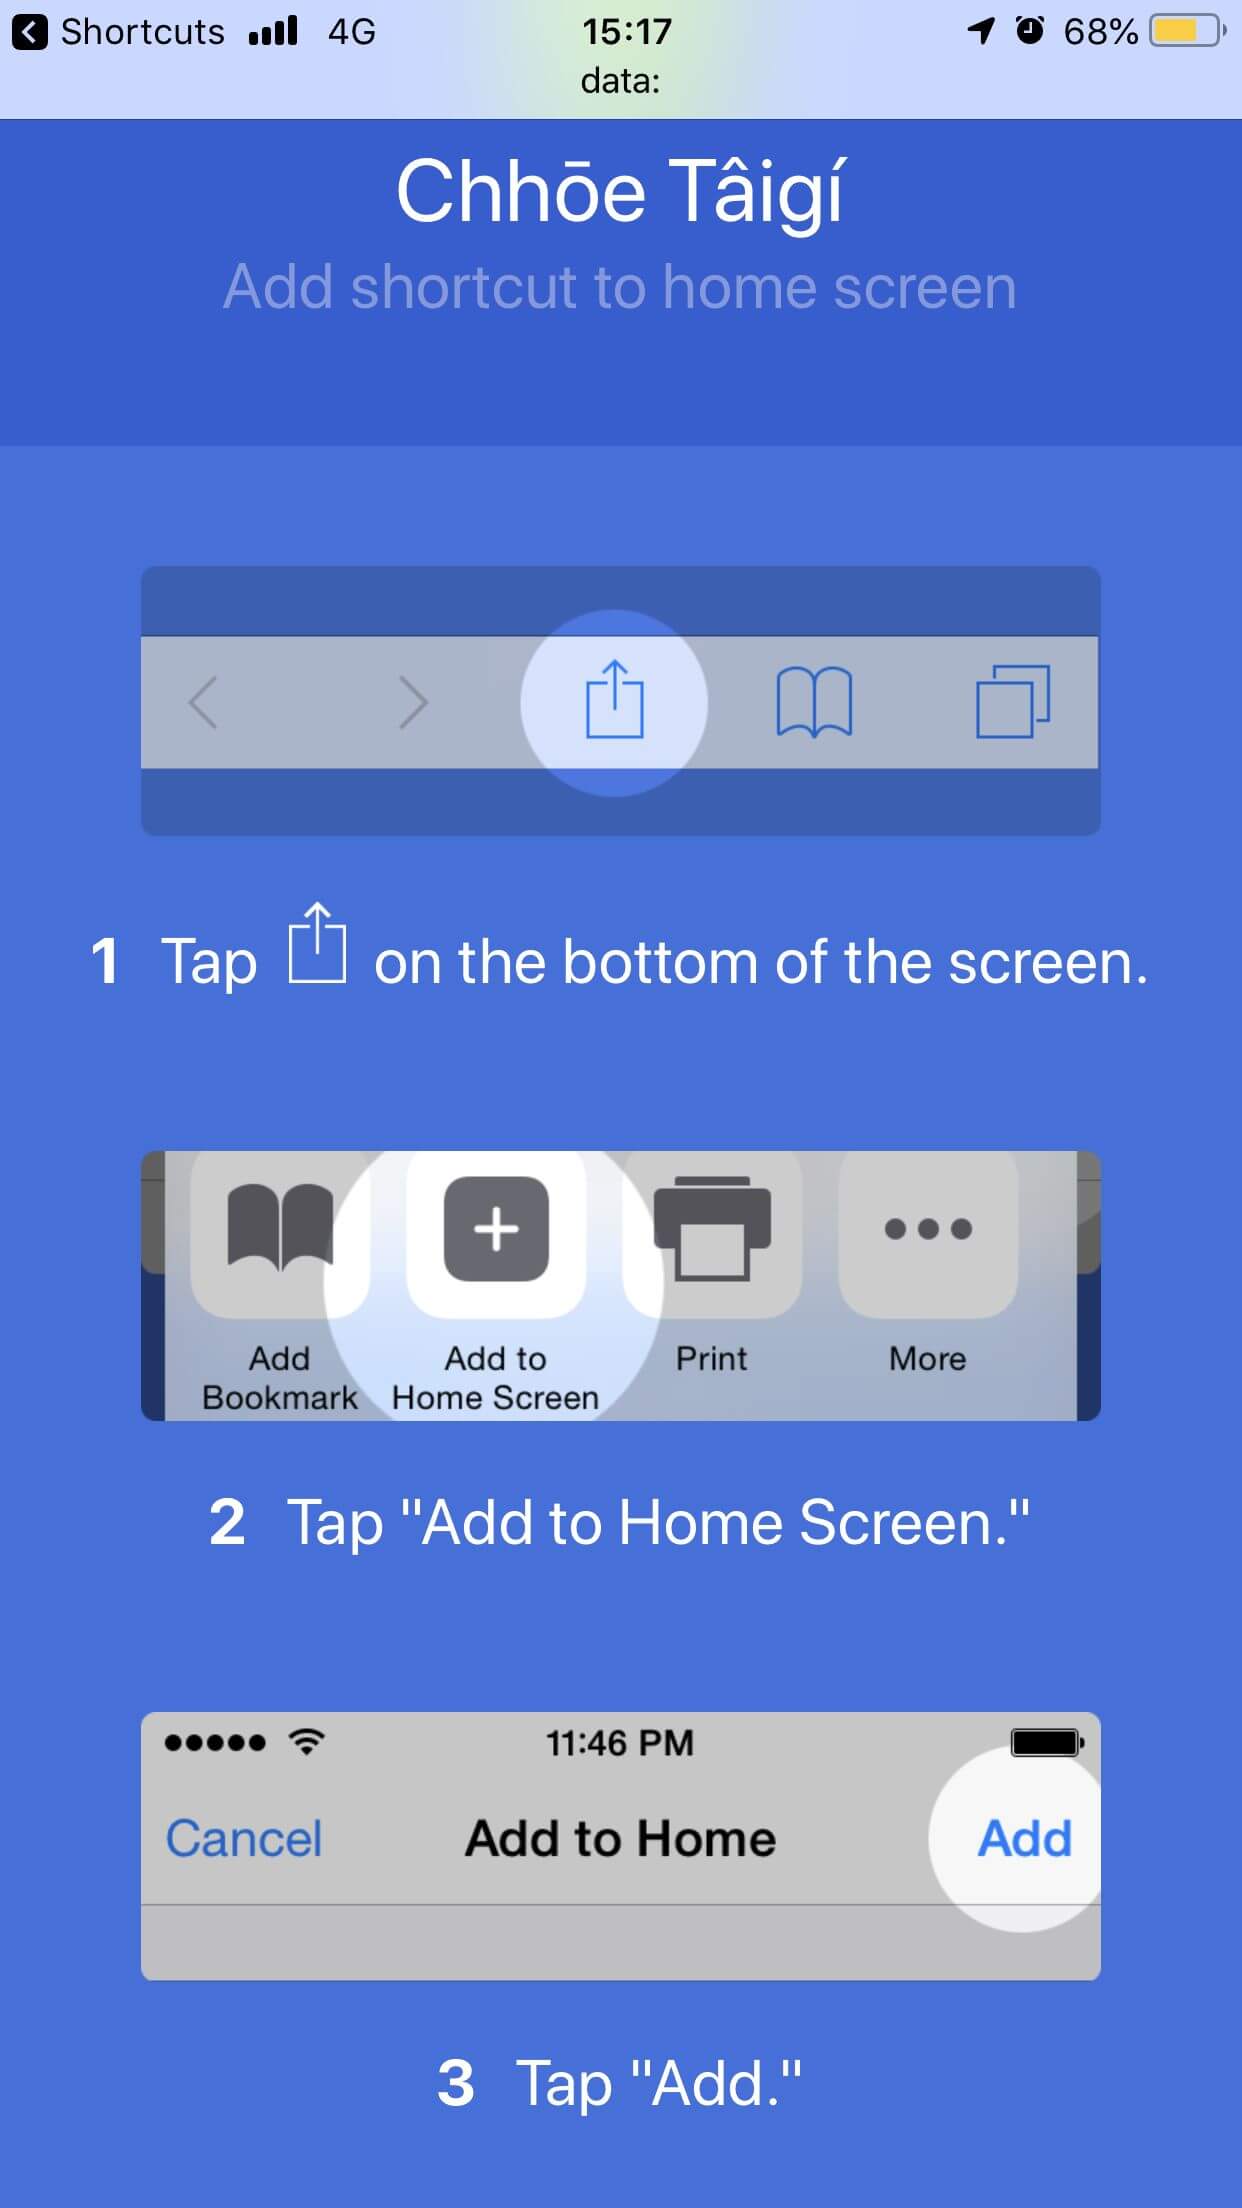 Shortcuts 4G 15:17 68%
data:
Chhōe Tâigí
Add shortcut to home screen
1 Tap on the bottom of the screen.
Add Bookmark
Add to Home Screen
Print
More
2 Tap "Add to Home Screen."
11:46 PM
Cancel Add to Home Add
3 Tap "Add."